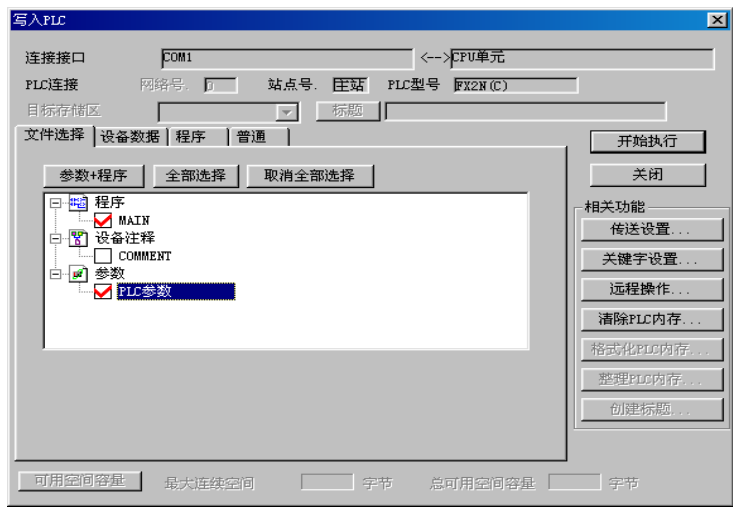 写入PLC
连接接口 COM1 <-->CPU单元
PLC连接 网络号. 0 站点号. 主站 PLC型号 FX2N(C)
目标存储区 标题
文件选择 设备数据 程序 普通
开始执行
参数+程序 全部选择 取消全部选择
关闭
程序
MAIN
设备注释
COMMENT
参数
PLC参数
相关功能
传送设置...
关键字设置...
远程操作...
清除PLC内存...
格式化PLC内存...
整理PLC内存...
创建标题...
可用空间容量 最大连续空间 字节 总可用空间容量 字节